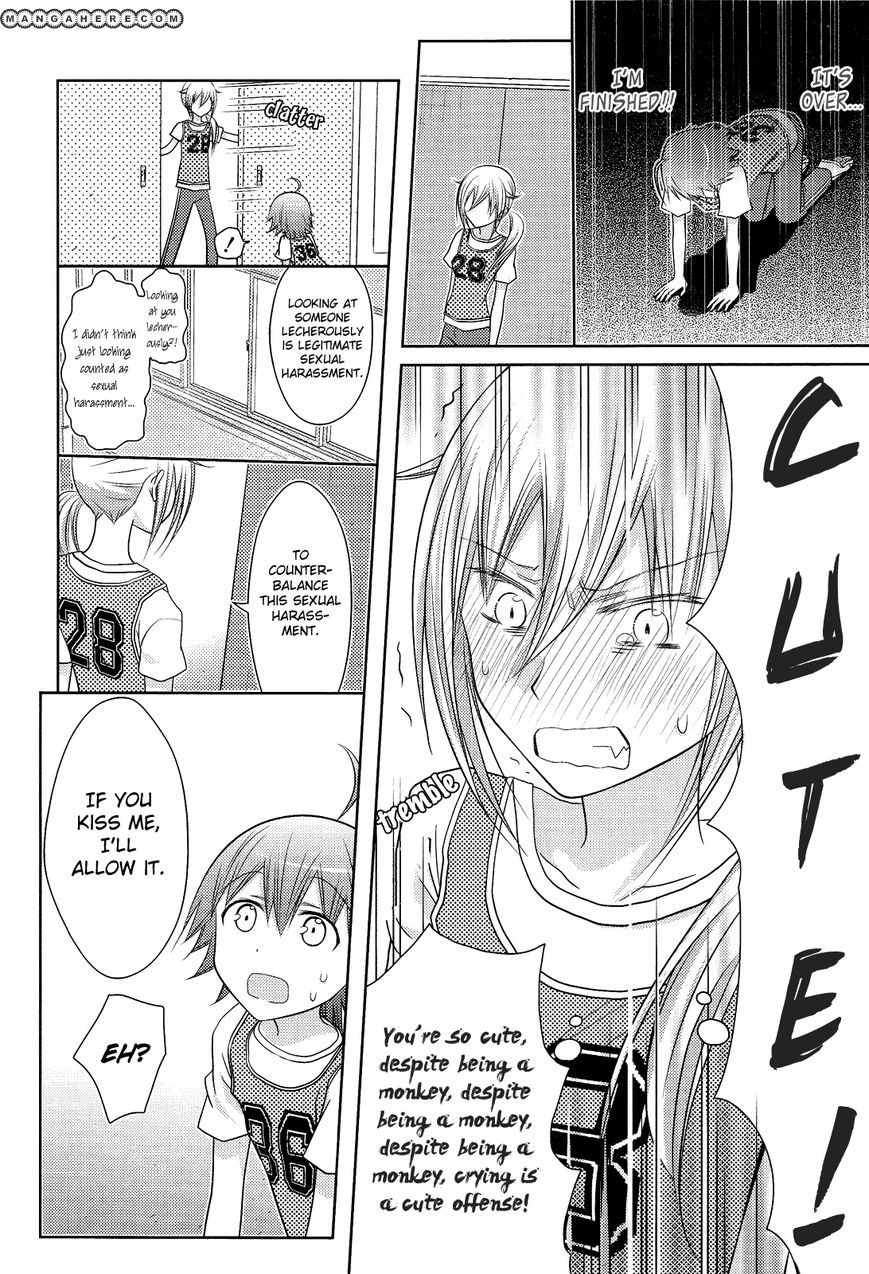 MANGAHERE.COM
IT'S
OVER...
I'M
FINISHED!!
28
CUTE!
tremble
You're so cute,
despite being a
monkey, despite
being a monkey,
despite being a
monkey, crying is
a cute offense!
clatter
28
!
36
LOOKING AT
SOMEONE
LECHEROUSLY
IS LEGITIMATE
SEXUAL
HARASSMENT.
Looking
at you
lecher-
ously?!
I didn't think
just looking
counted as
sexual
harassment...
TO
COUNTER-
BALANCE
THIS SEXUAL
HARASS-
MENT.
28
IF YOU
KISS ME,
I'LL
ALLOW IT.
EH?
36